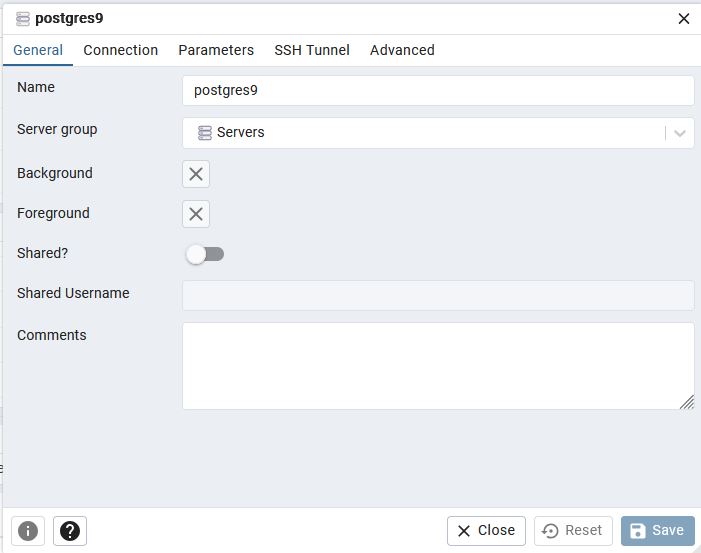 postgres9
General Connection Parameters SSH Tunnel Advanced
Name postgres9
Server group Servers
Background
Foreground
Shared?
Shared Username
Comments
Close Reset Save